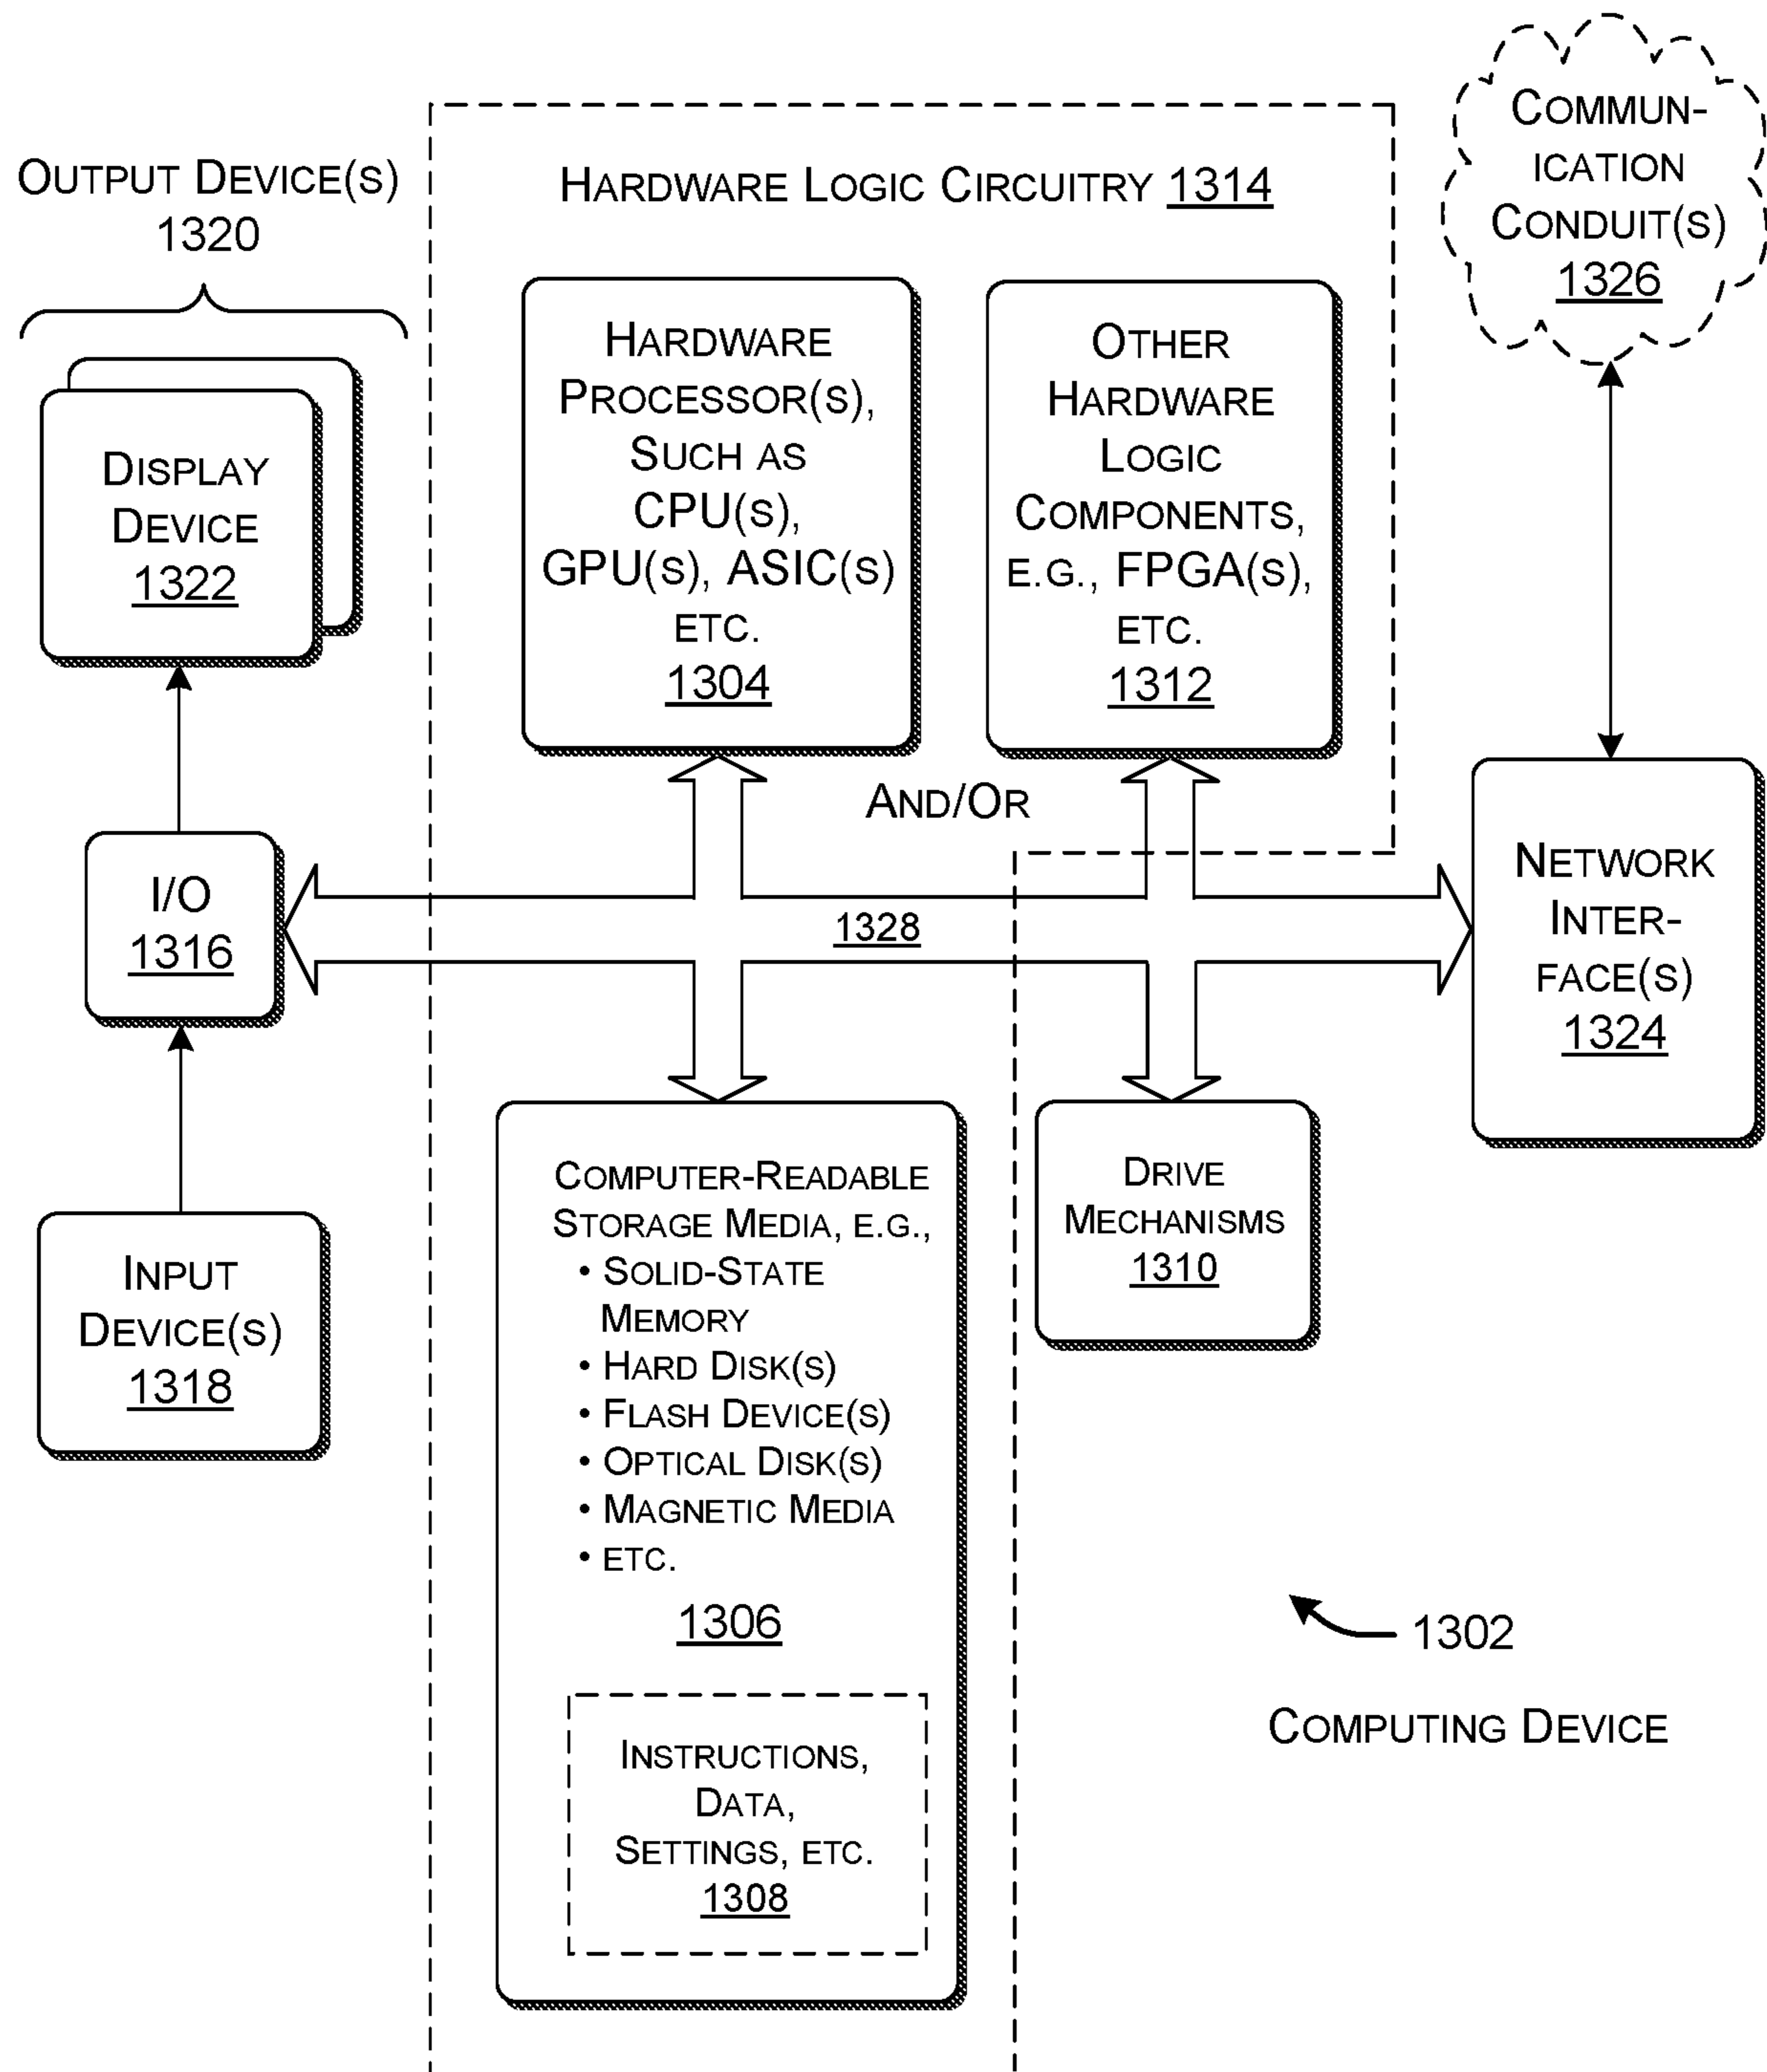 OUTPUT DEVICE(S)
1320
DISPLAY
DEVICE
1322
I/O
1316
INPUT
DEVICE(S)
1318
HARDWARE LOGIC CIRCUITRY 1314
HARDWARE
PROCESSOR(S),
SUCH AS
CPU(S),
GPU(S), ASIC(S)
ETC.
1304
AND/OR
OTHER
HARDWARE
LOGIC
COMPONENTS,
E.G., FPGA(S),
ETC.
1312
1328
COMPUTER-READABLE
STORAGE MEDIA, E.G.,
• SOLID-STATE
MEMORY
• HARD DISK(S)
• FLASH DEVICE(S)
• OPTICAL DISK(S)
• MAGNETIC MEDIA
• ETC.
1306
INSTRUCTIONS,
DATA,
SETTINGS, ETC.
1308
DRIVE
MECHANISMS
1310
COMMUN-
ICATION
CONDUIT(S)
1326
NETWORK
INTER-
FACE(S)
1324
1302
COMPUTING DEVICE